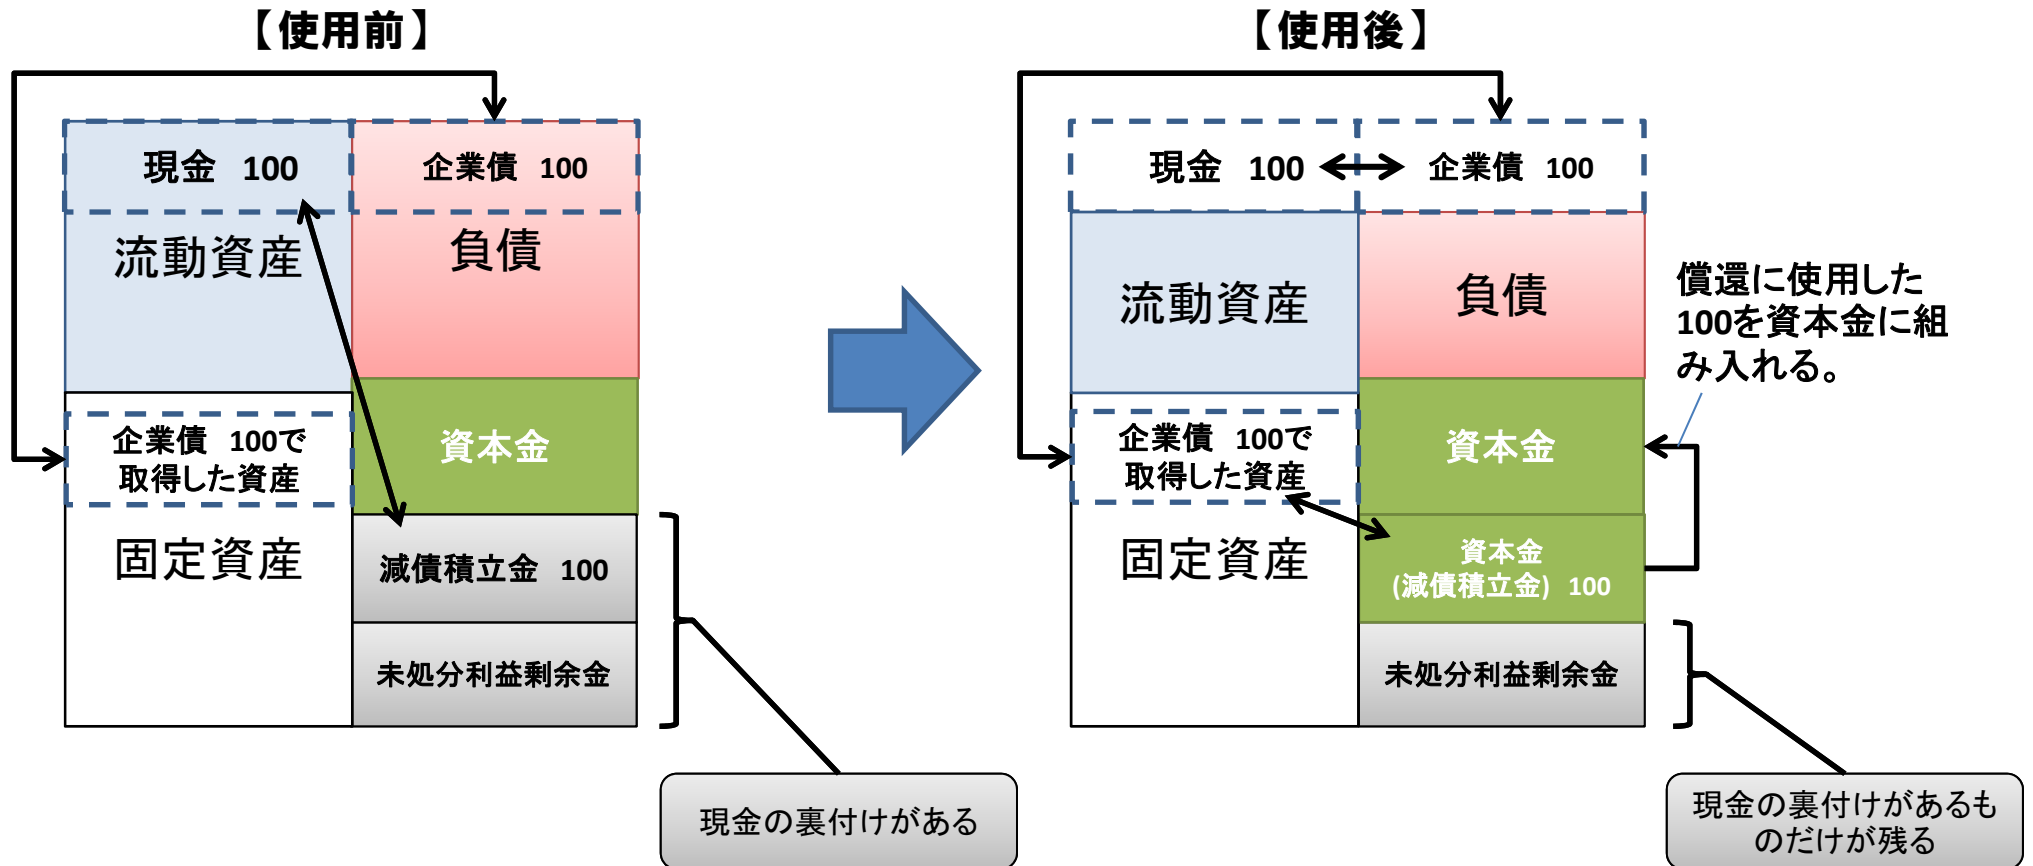 【使用前】
現金 100
企業債 100
流動資産
負債
企業債 100で
取得した資産
資本金
固定資産
減債積立金 100
未処分利益剰余金
現金の裏付けがある
【使用後】
現金 100
企業債 100
流動資産
負債
償還に使用した
100を資本金に組
み入れる。
企業債 100で
取得した資産
資本金
固定資産
資本金
(減債積立金) 100
未処分利益剰余金
現金の裏付けがあるも
のだけが残る